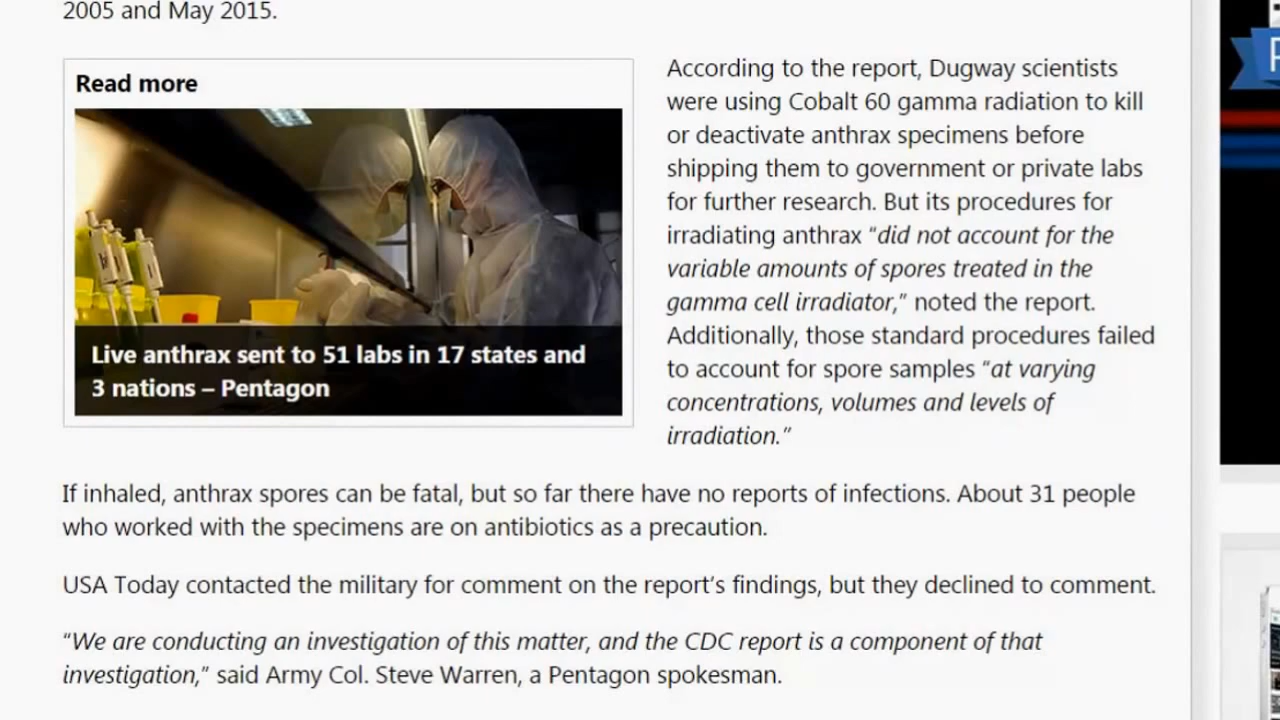 2005 and May 2015.
Read more
Live anthrax sent to 51 labs in 17 states and
3 nations – Pentagon
According to the report, Dugway scientists
were using Cobalt 60 gamma radiation to kill
or deactivate anthrax specimens before
shipping them to government or private labs
for further research. But its procedures for
irradiating anthrax “did not account for the
variable amounts of spores treated in the
gamma cell irradiator,” noted the report.
Additionally, those standard procedures failed
to account for spore samples “at varying
concentrations, volumes and levels of
irradiation.”
If inhaled, anthrax spores can be fatal, but so far there have no reports of infections. About 31 people
who worked with the specimens are on antibiotics as a precaution.
USA Today contacted the military for comment on the report’s findings, but they declined to comment.
“We are conducting an investigation of this matter, and the CDC report is a component of that
investigation,” said Army Col. Steve Warren, a Pentagon spokesman.